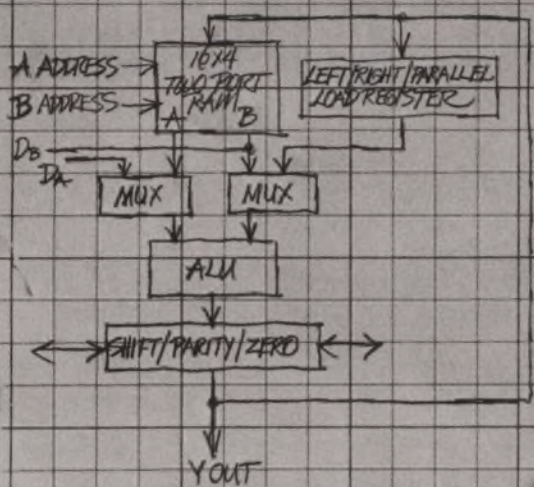 A ADDRESS
B ADDRESS
16X4
TWO PORT
RAM
A B
LEFT/RIGHT/PARALLEL
LOAD REGISTER
DB
DA
MUX
MUX
ALU
SHIFT/PARITY/ZERO
Y OUT